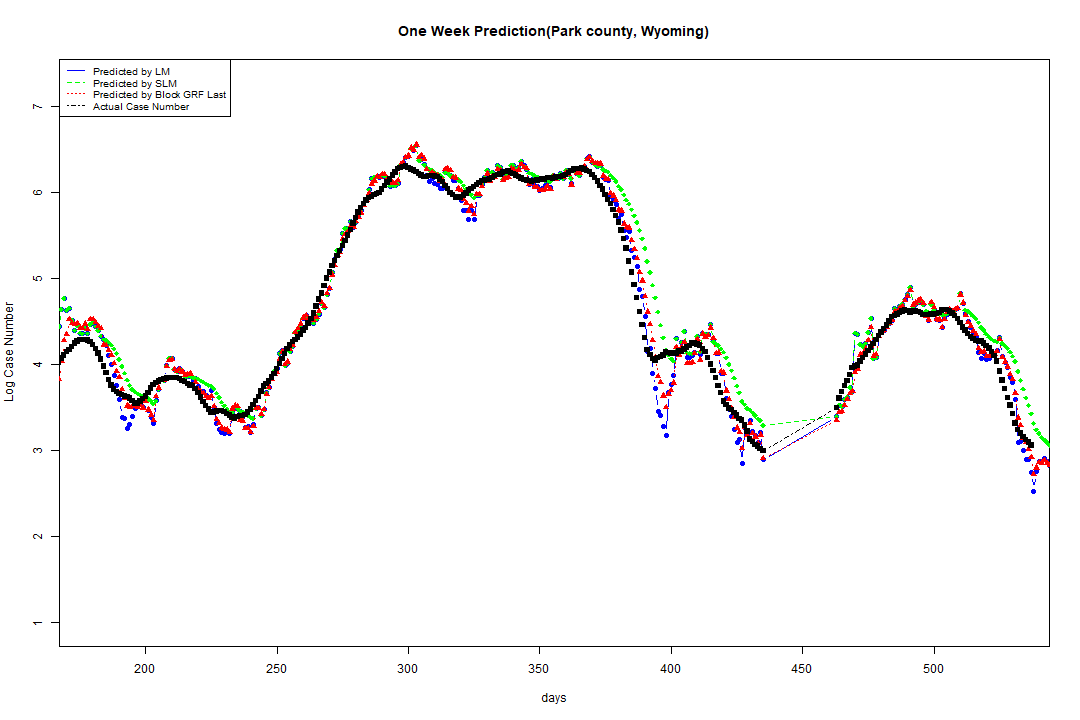 One Week Prediction(Park county, Wyoming)
Predicted by LM
Predicted by SLM
Predicted by Block GRF Last
Actual Case Number
7
6
5
4
3
2
1
Log Case Number
200 250 300 350 400 450 500
days